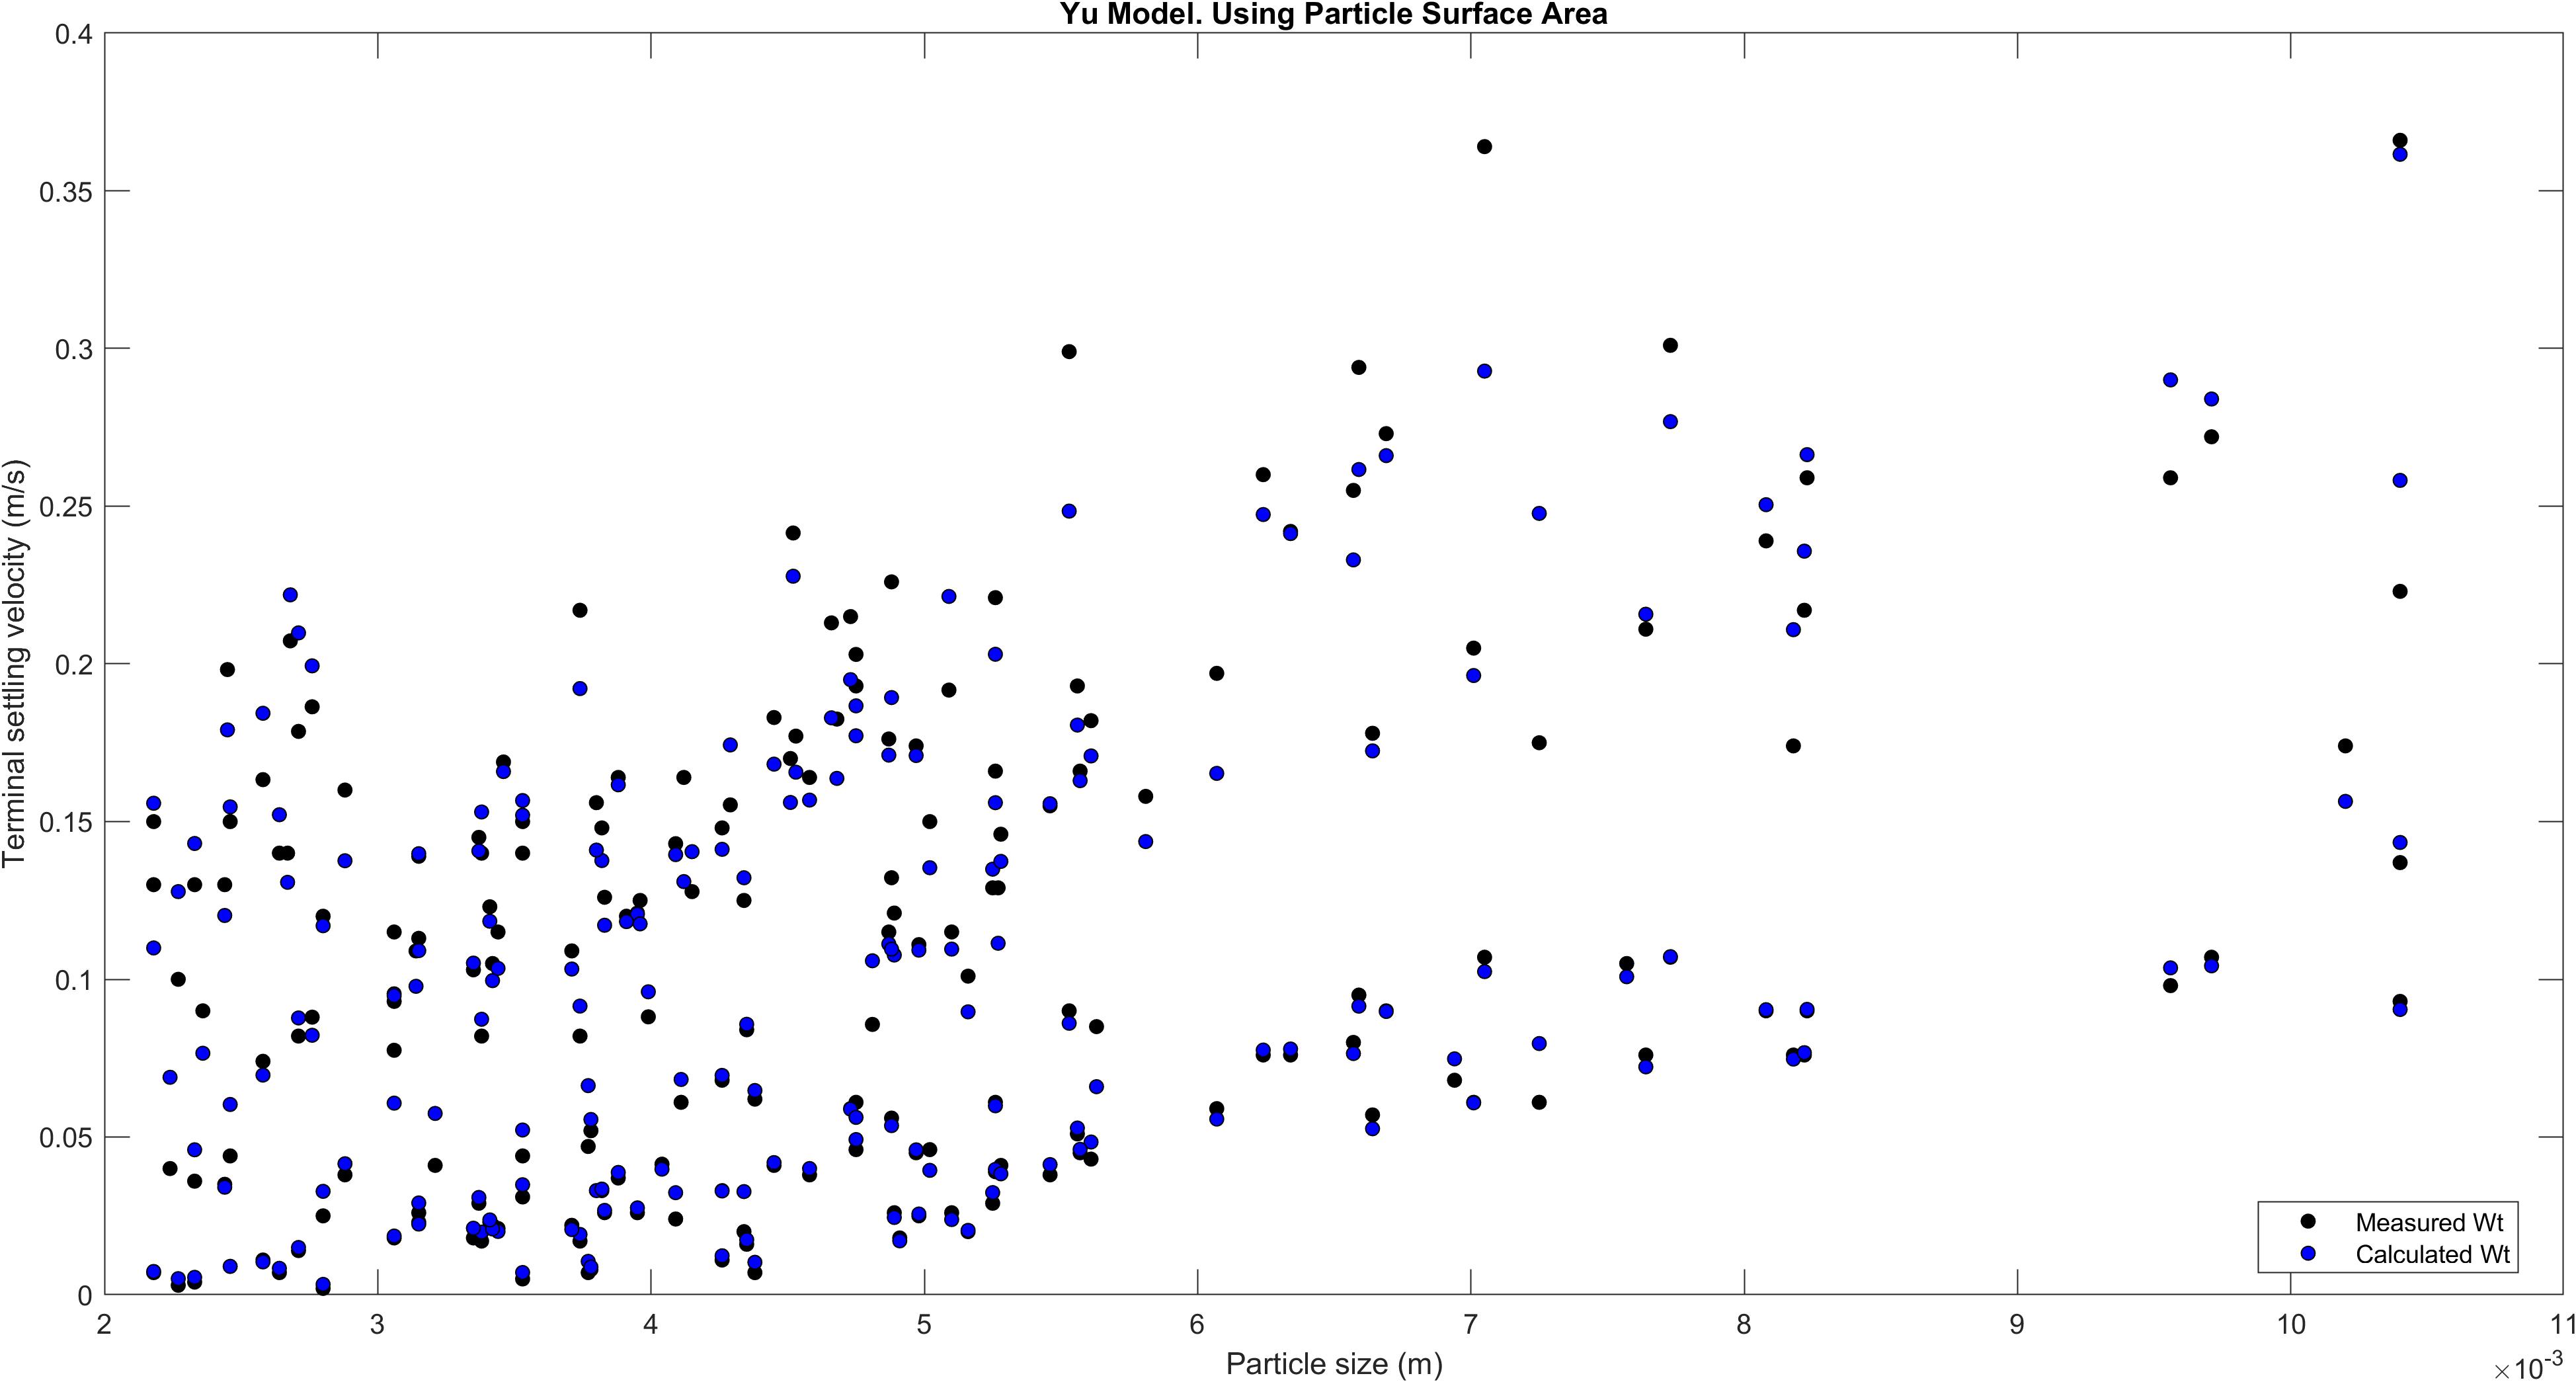 Yu Model. Using Particle Surface Area
Terminal setlling velocity (m/s)
0.4
0.35
0.3
0.25
0.2
0.15
0.1
0.05
0
2 3 4 5 6 7 8 9 10 11
Particle size (m)
×10-3
Measured Wt
Calculated Wt